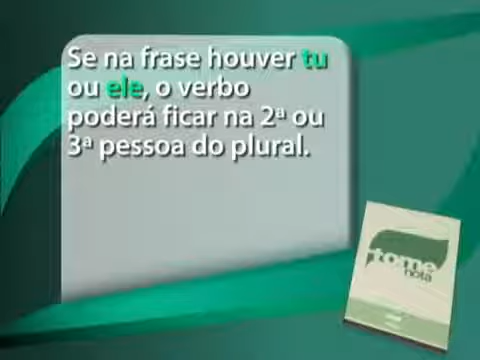 Se na frase houver tu
ou ele, o verbo
poderá ficar na 2ª ou
3ª pessoa do plural.
tome
nota